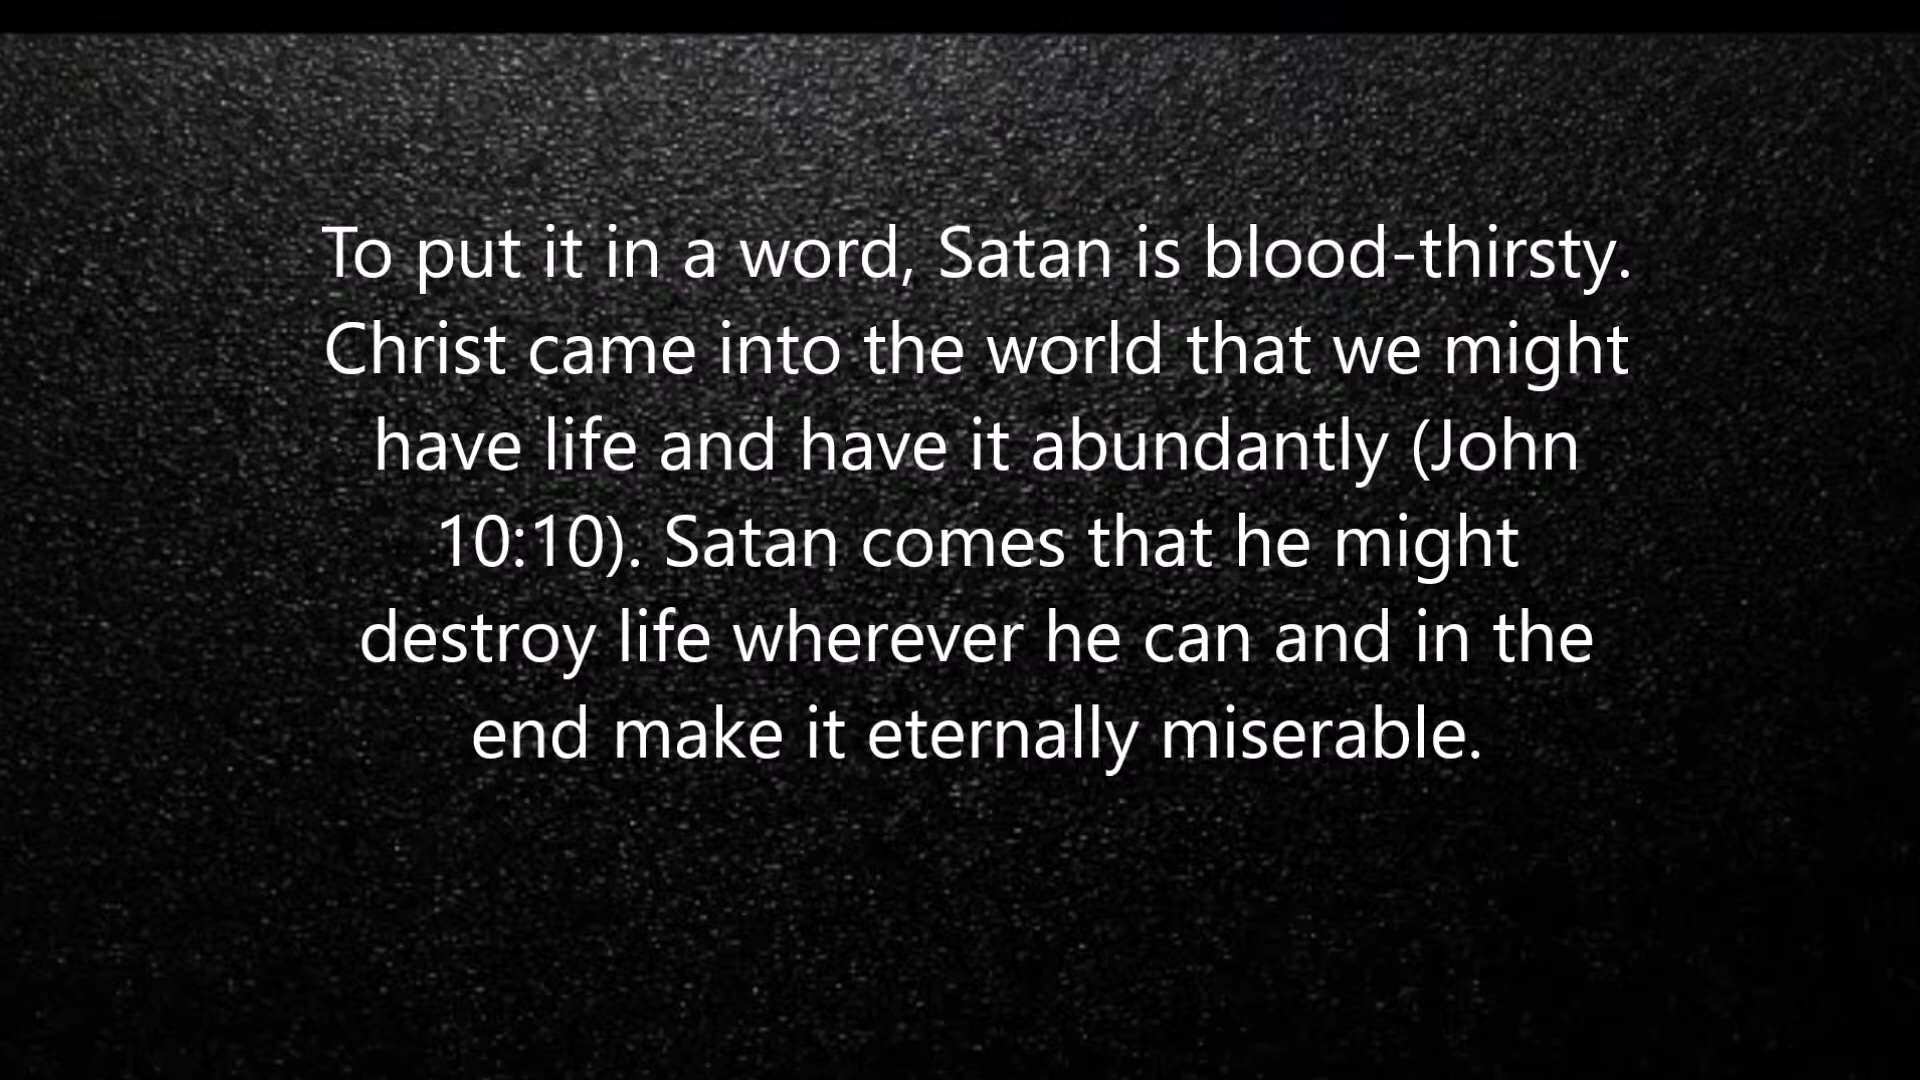 To put it in a word, Satan is blood-thirsty.
Christ came into the world that we might
have life and have it abundantly (John
10:10). Satan comes that he might
destroy life wherever he can and in the
end make it eternally miserable.